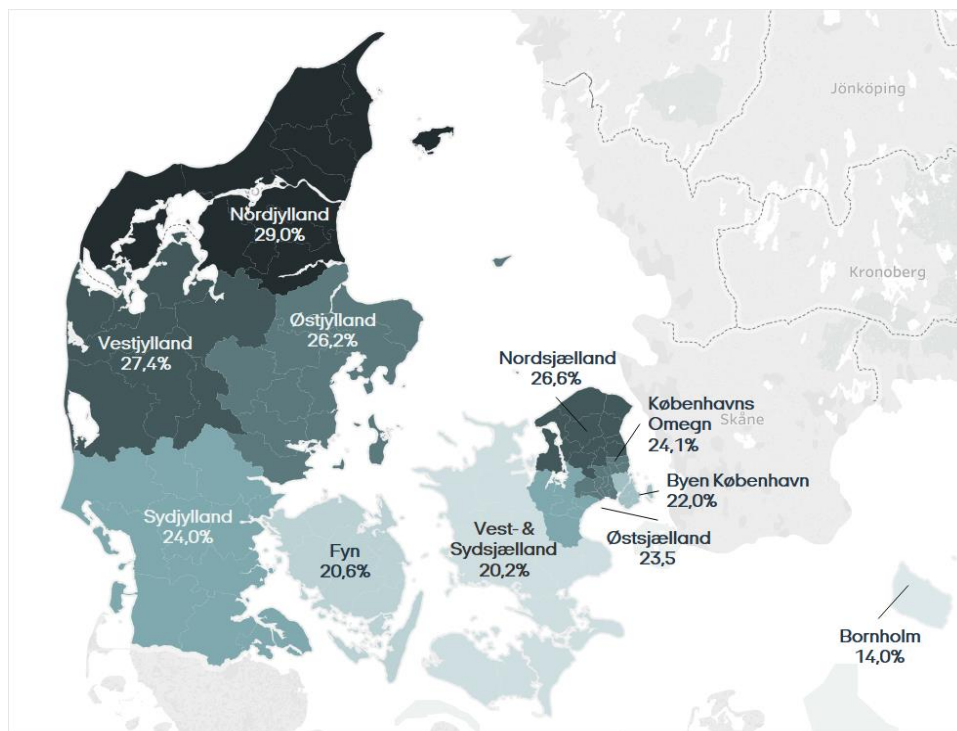 Jönköping
Nordjylland
29,0%
Kronoberg
Østjylland
26,2%
Vestjylland
27,4%
Nordsjælland
26,6%
Københavns
Omegn
24,1%
Skåne
Byen København
22,0%
Sydjylland
24,0%
Vest- &
Sydsjælland
20,2%
Østsjælland
23,5
Fyn
20,6%
Bornholm
14,0%